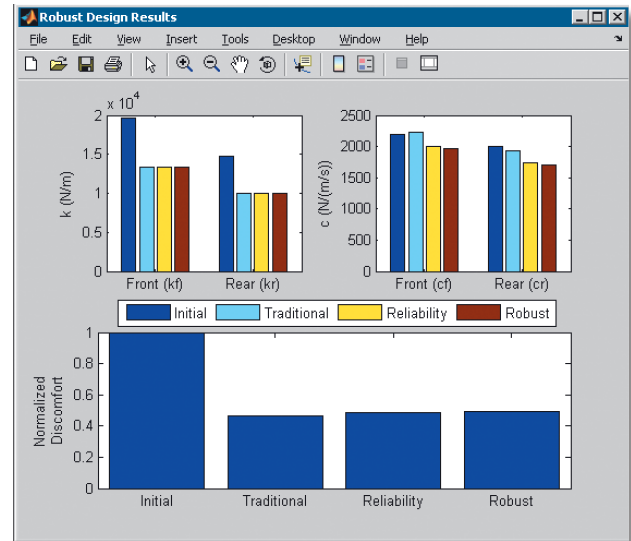 Robust Design Results
File Edit View Insert Tools Desktop Window Help
x 10^4
2
1.5
1
0.5
0
k (N/m)
Front (kf) Rear (kr)
2500
2000
1500
1000
500
0
c (N/(m/s))
Front (cf) Rear (cr)
Initial Traditional Reliability Robust
1
0.8
0.6
0.4
0.2
0
Normalized
Discomfort
Initial Traditional Reliability Robust